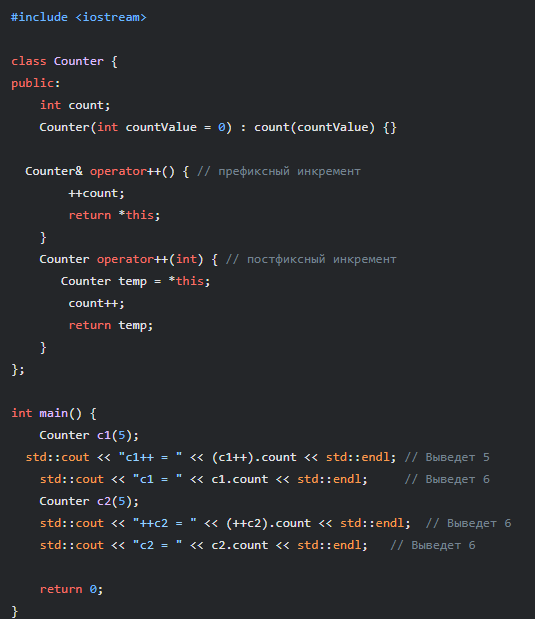 #include <iostream>

class Counter {
public:
    int count;
    Counter(int countValue = 0) : count(countValue) {}

  Counter& operator++() { // префиксный инкремент
        ++count;
        return *this;
    }
    Counter operator++(int) { // постфиксный инкремент
       Counter temp = *this;
        count++;
        return temp;
    }
};

int main() {
    Counter c1(5);
  std::cout << "c1++ = " << (c1++).count << std::endl; // Выведет 5
    std::cout << "c1 = " << c1.count << std::endl;     // Выведет 6
    Counter c2(5);
    std::cout << "++c2 = " << (++c2).count << std::endl;  // Выведет 6
    std::cout << "c2 = " << c2.count << std::endl;   // Выведет 6

    return 0;
}